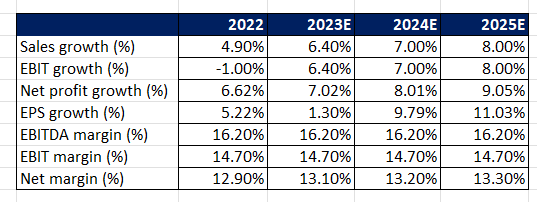 2022 2023E 2024E 2025E
Sales growth (%) 4.90% 6.40% 7.00% 8.00%
EBIT growth (%) -1.00% 6.40% 7.00% 8.00%
Net profit growth (%) 6.62% 7.02% 8.01% 9.05%
EPS growth (%) 5.22% 1.30% 9.79% 11.03%
EBITDA margin (%) 16.20% 16.20% 16.20% 16.20%
EBIT margin (%) 14.70% 14.70% 14.70% 14.70%
Net margin (%) 12.90% 13.10% 13.20% 13.30%